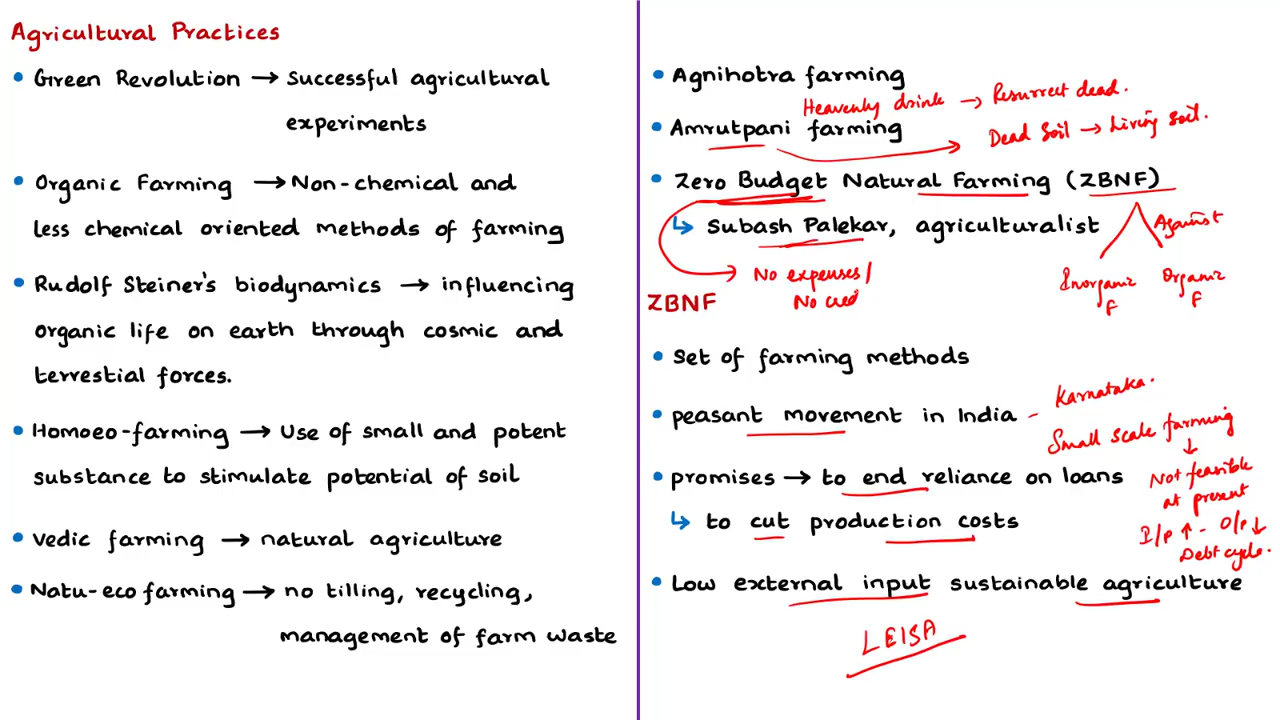 Agricultural Practices
• Green Revolution → Successful agricultural
experiments
• Organic Farming → Non-chemical and
less chemical oriented methods of farming
• Rudolf Steiner's biodynamics → influencing
organic life on earth through cosmic and
terrestial forces.
• Homoeo-farming → Use of small and potent
substance to stimulate potential of soil
• Vedic farming → natural agriculture
• Natu-eco farming → no tilling, recycling,
management of farm waste
• Agnihotra farming
Heavenly drink → Resurrect dead.
• Amrutpani farming
Dead Soil → Living Soil.
• Zero Budget Natural Farming (ZBNF)
↳ Subash Palekar, agriculturalist
Against
Inorganic F
Organic F
No expenses/
No cred
ZBNF
• Set of farming methods
• peasant movement in India - Karnataka.
Small scale farming
↓
Not feasible
at present
I/P ↑ - O/P ↓
Debt cycle.
• promises → to end reliance on loans
↳ to cut production costs
• Low external input sustainable agriculture
LEISA